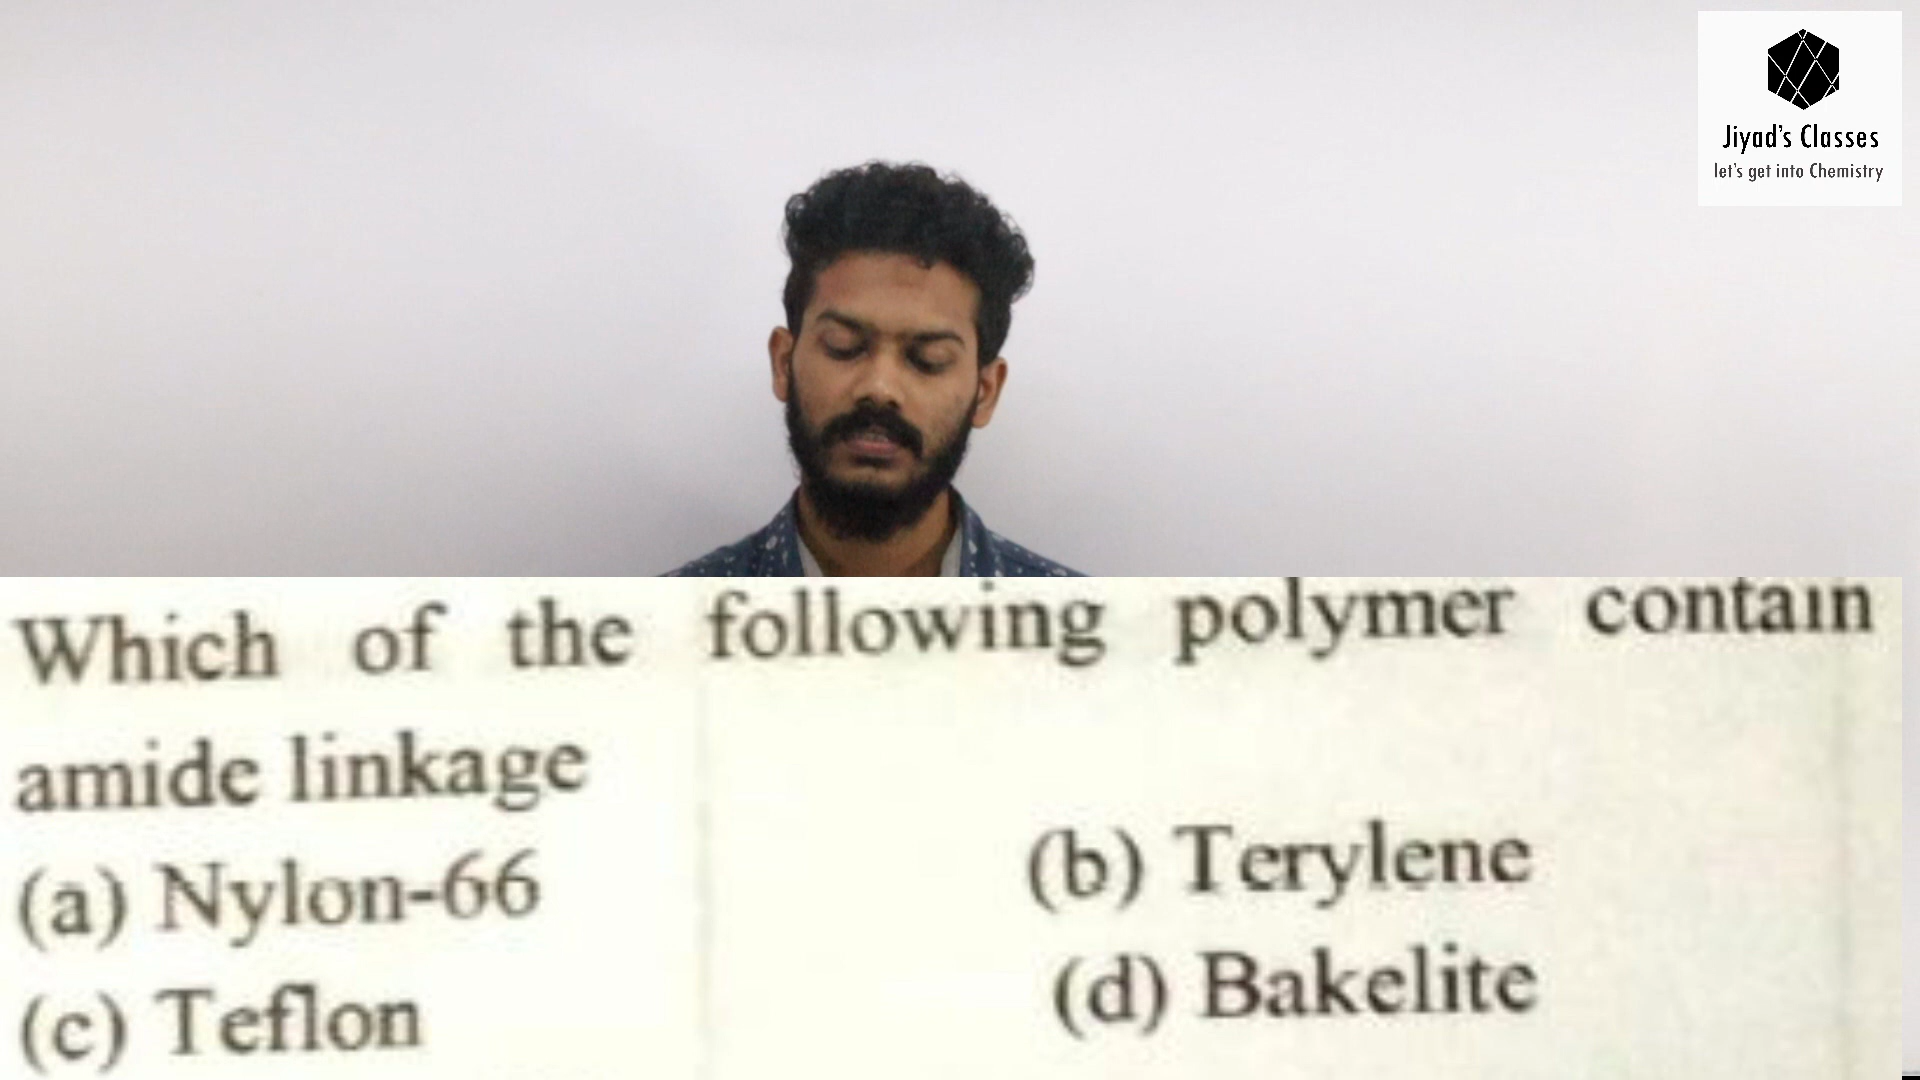 Jiyad's Classes
let's get into Chemistry
Which of the following polymer contain
amide linkage
(a) Nylon-66
(b) Terylene
(c) Teflon
(d) Bakelite